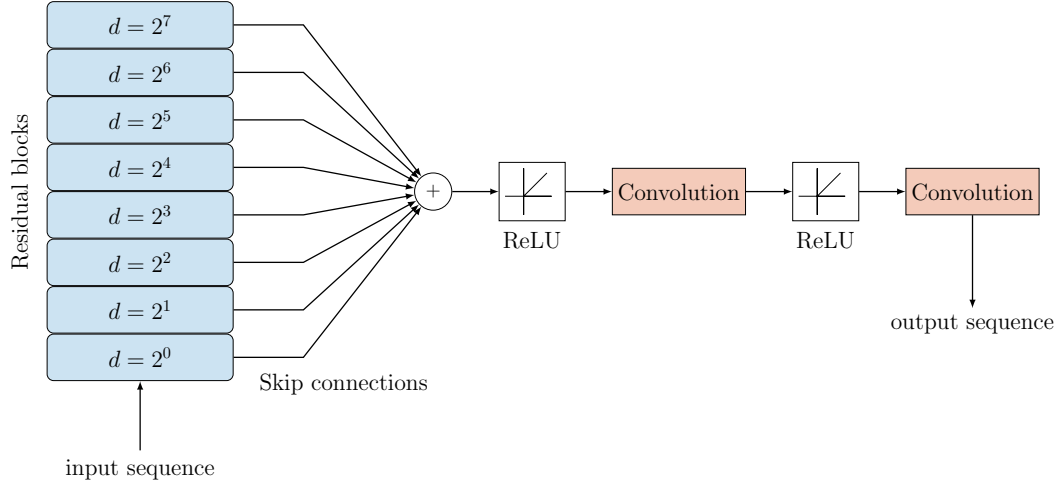 Residual blocks
d = 2^7
d = 2^6
d = 2^5
d = 2^4
d = 2^3
d = 2^2
d = 2^1
d = 2^0
Skip connections
input sequence
+
ReLU
Convolution
ReLU
Convolution
output sequence